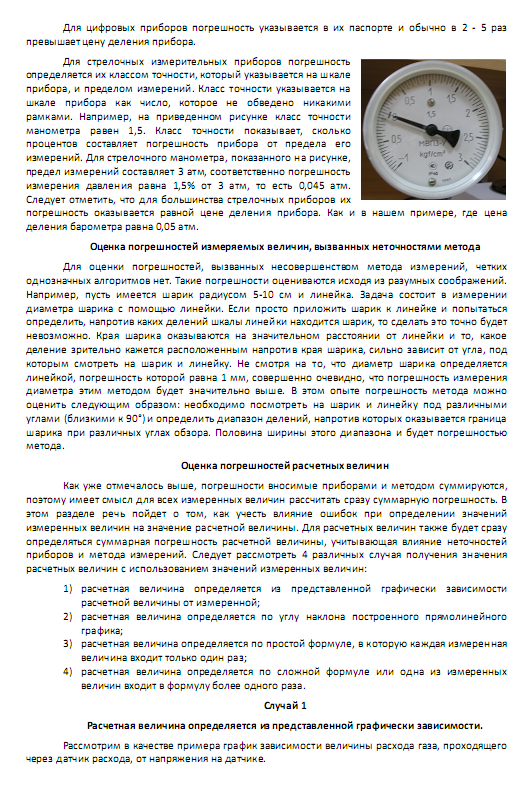 Для цифровых приборов погрешность указывается в их паспорте и обычно в 2 - 5 раз
превышает цену деления прибора.
Для стрелочных измерительных приборов погрешность
определяется их классом точности, который указывается на шкале
прибора, и пределом измерений. Класс точности указывается на
шкале прибора как число, которое не обведено никакими
рамками. Например, на приведенном рисунке класс точности
манометра равен 1,5. Класс точности показывает, сколько
процентов составляет погрешность прибора от предела его
измерений. Для стрелочного манометра, показанного на рисунке,
предел измерений составляет 3 атм, соответственно погрешность
измерения давления равна 1,5% от 3 атм, то есть 0,045 атм.
Следует отметить, что для большинства стрелочных приборов их
погрешность оказывается равной цене деления прибора. Как и в нашем примере, где цена
деления барометра равна 0,05 атм.
0
0,5
1
1,5
2
2,5
3
0,5
-1
1,5
МВПЗ-У
kgf/cm²
Оценка погрешностей измеряемых величин, вызванных неточностями метода
Для оценки погрешностей, вызванных несовершенством метода измерений, четких
однозначных алгоритмов нет. Такие погрешности оцениваются исходя из разумных соображений.
Например, пусть имеется шарик радиусом 5-10 см и линейка. Задача состоит в измерении
диаметра шарика с помощью линейки. Если просто приложить шарик к линейке и попытаться
определить, напротив каких делений шкалы линейки находится шарик, то сделать это точно будет
невозможно. Края шарика оказываются на значительном расстоянии от линейки и то, какое
деление зрительно кажется расположенным напротив края шарика, сильно зависит от угла, под
которым смотреть на шарик и линейку. Не смотря на то, что диаметр шарика определяется
линейкой, погрешность которой равна 1 мм, совершенно очевидно, что погрешность измерения
диаметра этим методом будет значительно выше. В этом опыте погрешность метода можно
оценить следующим образом: необходимо посмотреть на шарик и линейку под различными
углами (близкими к 90°) и определить диапазон делений, напротив которых оказывается граница
шарика при различных углах обзора. Половина ширины этого диапазона и будет погрешностью
метода.
Оценка погрешностей расчетных величин
Как уже отмечалось выше, погрешности вносимые приборами и методом суммируются,
поэтому имеет смысл для всех измеренных величин рассчитать сразу суммарную погрешность. В
этом разделе речь пойдет о том, как учесть влияние ошибок при определении значений
измеренных величин на значение расчетной величины. Для расчетных величин также будет сразу
определяться суммарная погрешность расчетной величины, учитывающая влияние неточностей
приборов и метода измерений. Следует рассмотреть 4 различных случая получения значения
расчетных величин с использованием значений измеренных величин:
1) расчетная величина определяется из представленной графически зависимости
расчетной величины от измеренной;
2) расчетная величина определяется по углу наклона построенного прямолинейного
графика;
3) расчетная величина определяется по простой формуле, в которую каждая измеренная
величина входит только один раз;
4) расчетная величина определяется по сложной формуле или одна из измеренных
величин входит в формулу более одного раза.
Случай 1
Расчетная величина определяется из представленной графически зависимости.
Рассмотрим в качестве примера график зависимости величины расхода газа, проходящего
через датчик расхода, от напряжения на датчике.